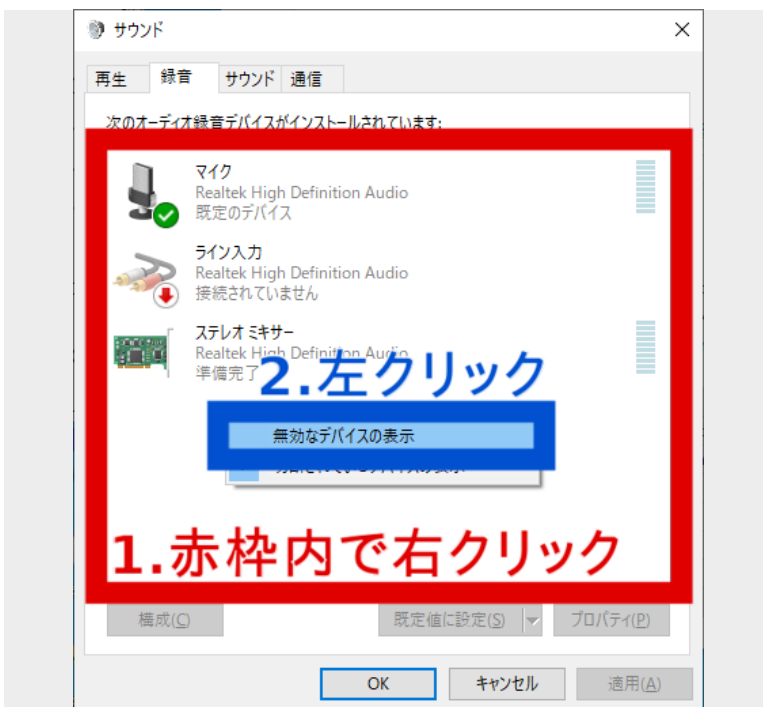 サウンド
再生 録音 サウンド 通信
次のオーディオ録音デバイスがインストールされています:
マイク
Realtek High Definition Audio
既定のデバイス
ライン入力
Realtek High Definition Audio
接続されていません
ステレオ ミキサー
Realtek High Definition Audio
準備完了
2.左クリック
無効なデバイスの表示
1.赤枠内で右クリック
構成(C)
既定値に設定(S) プロパティ(P)
OK キャンセル 適用(A)